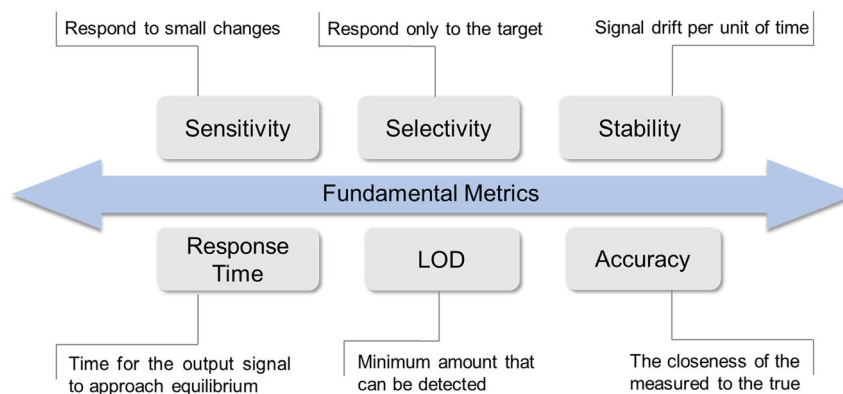 Respond to small changes
Respond only to the target
Signal drift per unit of time
Sensitivity
Selectivity
Stability
Fundamental Metrics
Response
Time
LOD
Accuracy
Time for the output signal
to approach equilibrium
Minimum amount that
can be detected
The closeness of the
measured to the true